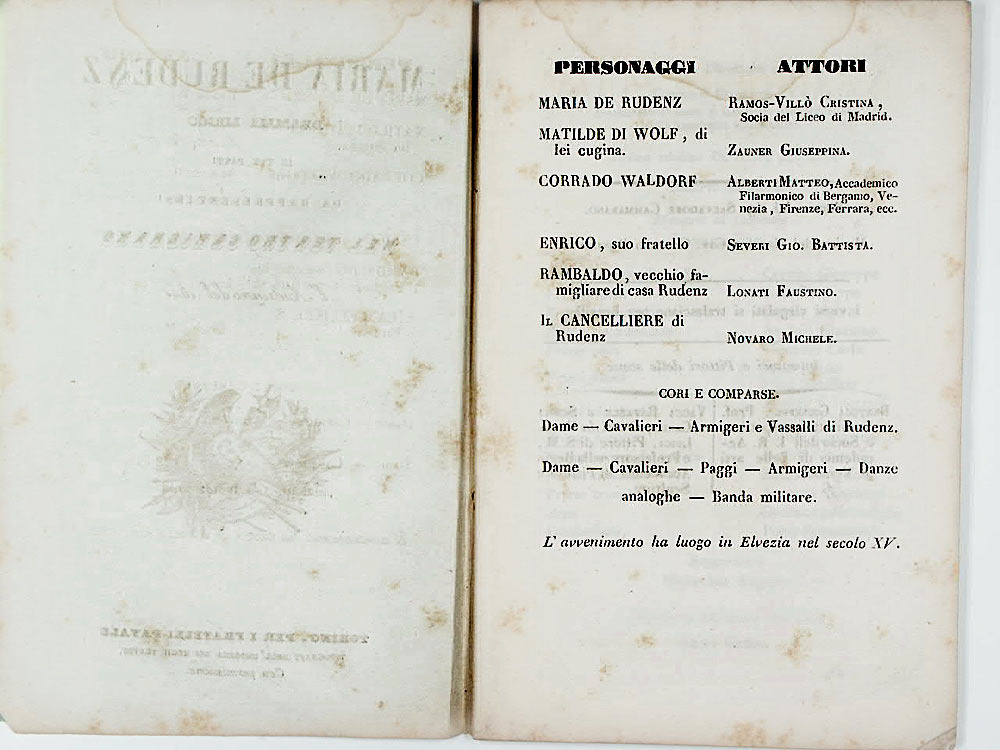 PERSONAGGI ATTORI
MARIA DE RUDENZ RAMOS-VILLÒ CRISTINA,
Socia del Liceo di Madrid.
MATILDE DI WOLF, di
lei cugina. ZAUNER GIUSEPPINA.
CORRADO WALDORF ALBERTI MATTEO, Accademico
Filarmonico di Bergamo, Ve-
nezia, Firenze, Ferrara, ecc.
ENRICO, suo fratello SEVERI GIO. BATTISTA.
RAMBALDO, vecchio fa-
migliare di casa Rudenz LONATI FAUSTINO.
IL CANCELLIERE di
Rudenz NOVARO MICHELE.
CORI E COMPARSE.
Dame — Cavalieri — Armigeri e Vassalli di Rudenz.
Dame — Cavalieri — Paggi — Armigeri — Danze
analoghe — Banda militare.
L' avvenimento ha luogo in Elvezia nel secolo XV.